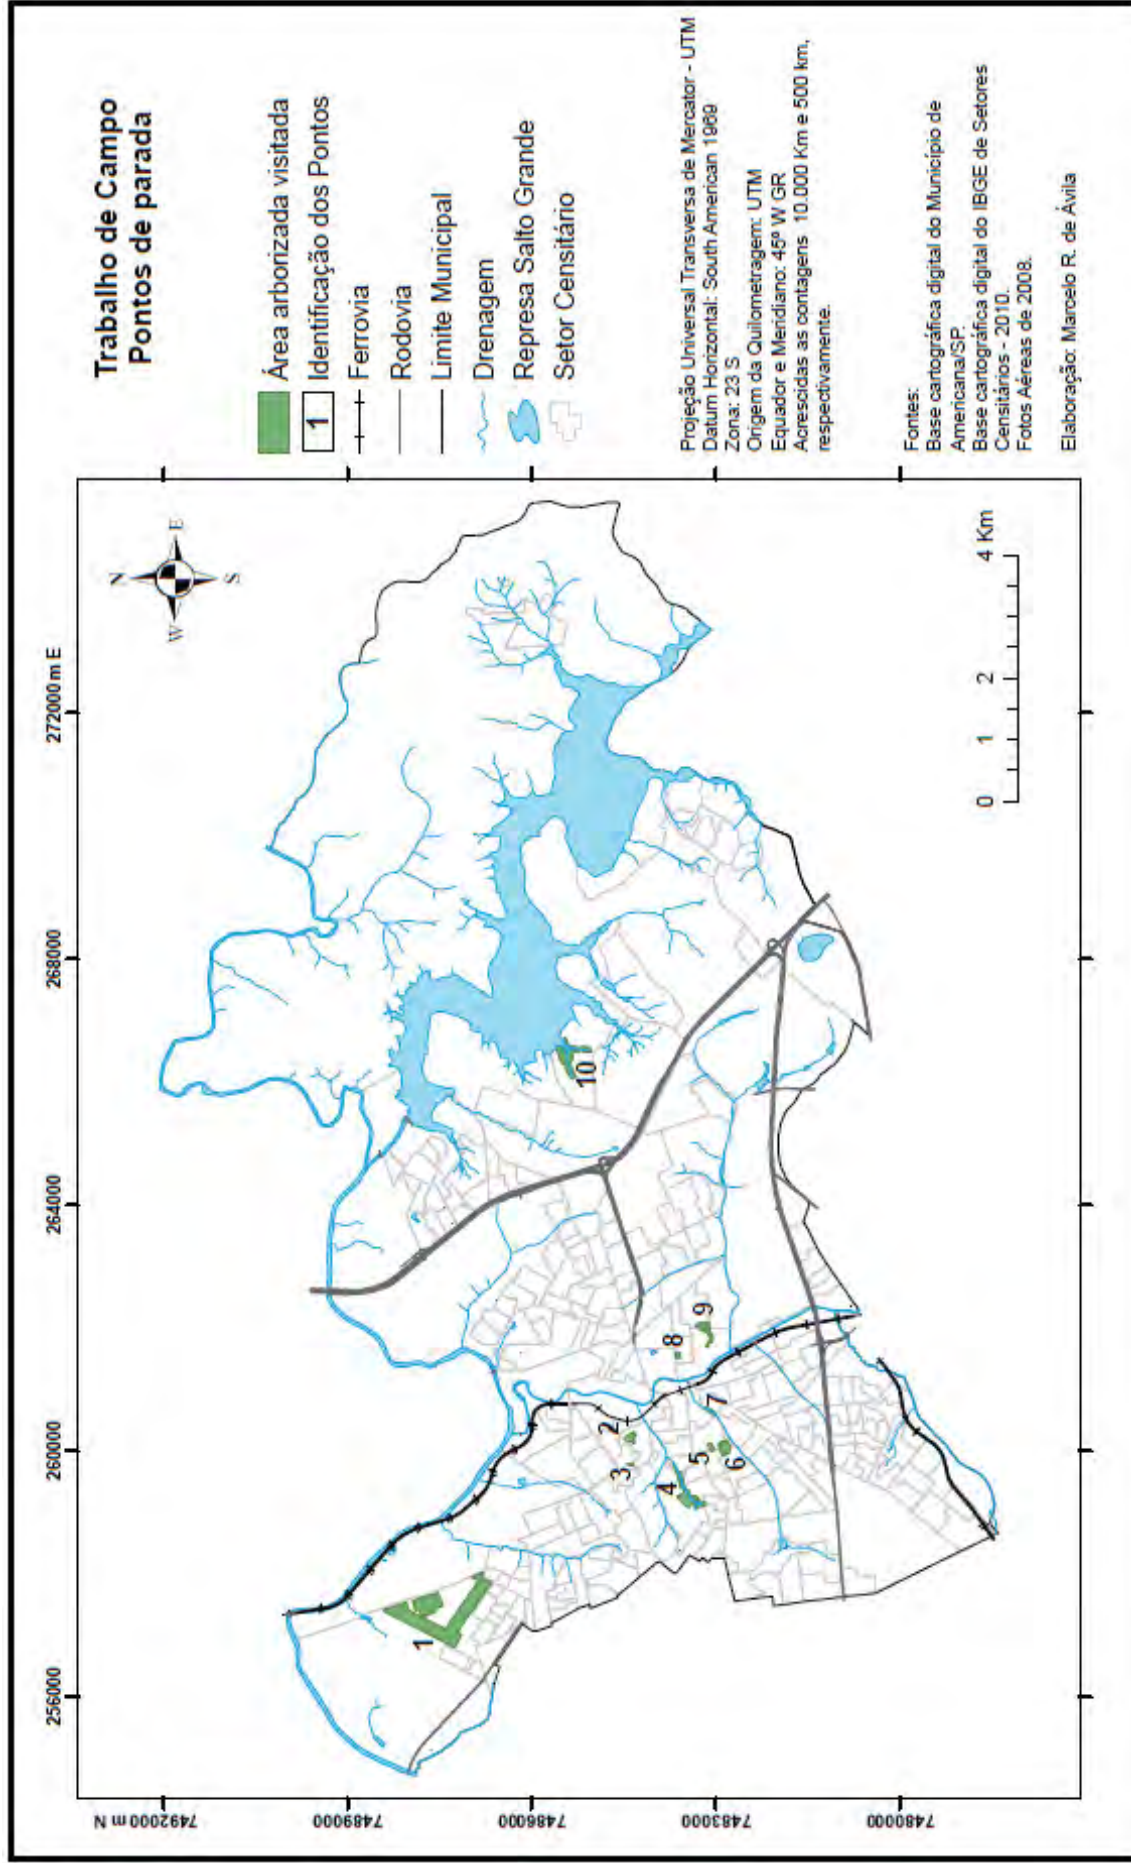 Trabalho de Campo
Pontos de parada
Área arborizada visitada
1 Identificação dos Pontos
Ferrovia
Rodovia
Limite Municipal
Drenagem
Represa Salto Grande
Setor Censitário
Projeção Universal Transversa de Mercator - UTM
Datum Horizontal: South American 1969
Zona: 23 S
Origem da Quilometragem: UTM
Equador e Meridiano: 45º W GR
Acrescidas as contagens 10.000 Km e 500 km,
respectivamente.
Fontes:
Base cartográfica digital do Município de
Americana/SP.
Base cartográfica digital do IBGE de Setores
Censitários - 2010.
Fotos Aéreas de 2008.
Elaboração: Marcelo R. de Ávila
256000
260000
264000
268000
272000 m E
7492000 m N
7489000
7486000
7483000
7480000
N
W
E
S
1
2
3
4
5
6
7
8
9
10
0 1 2 4 Km